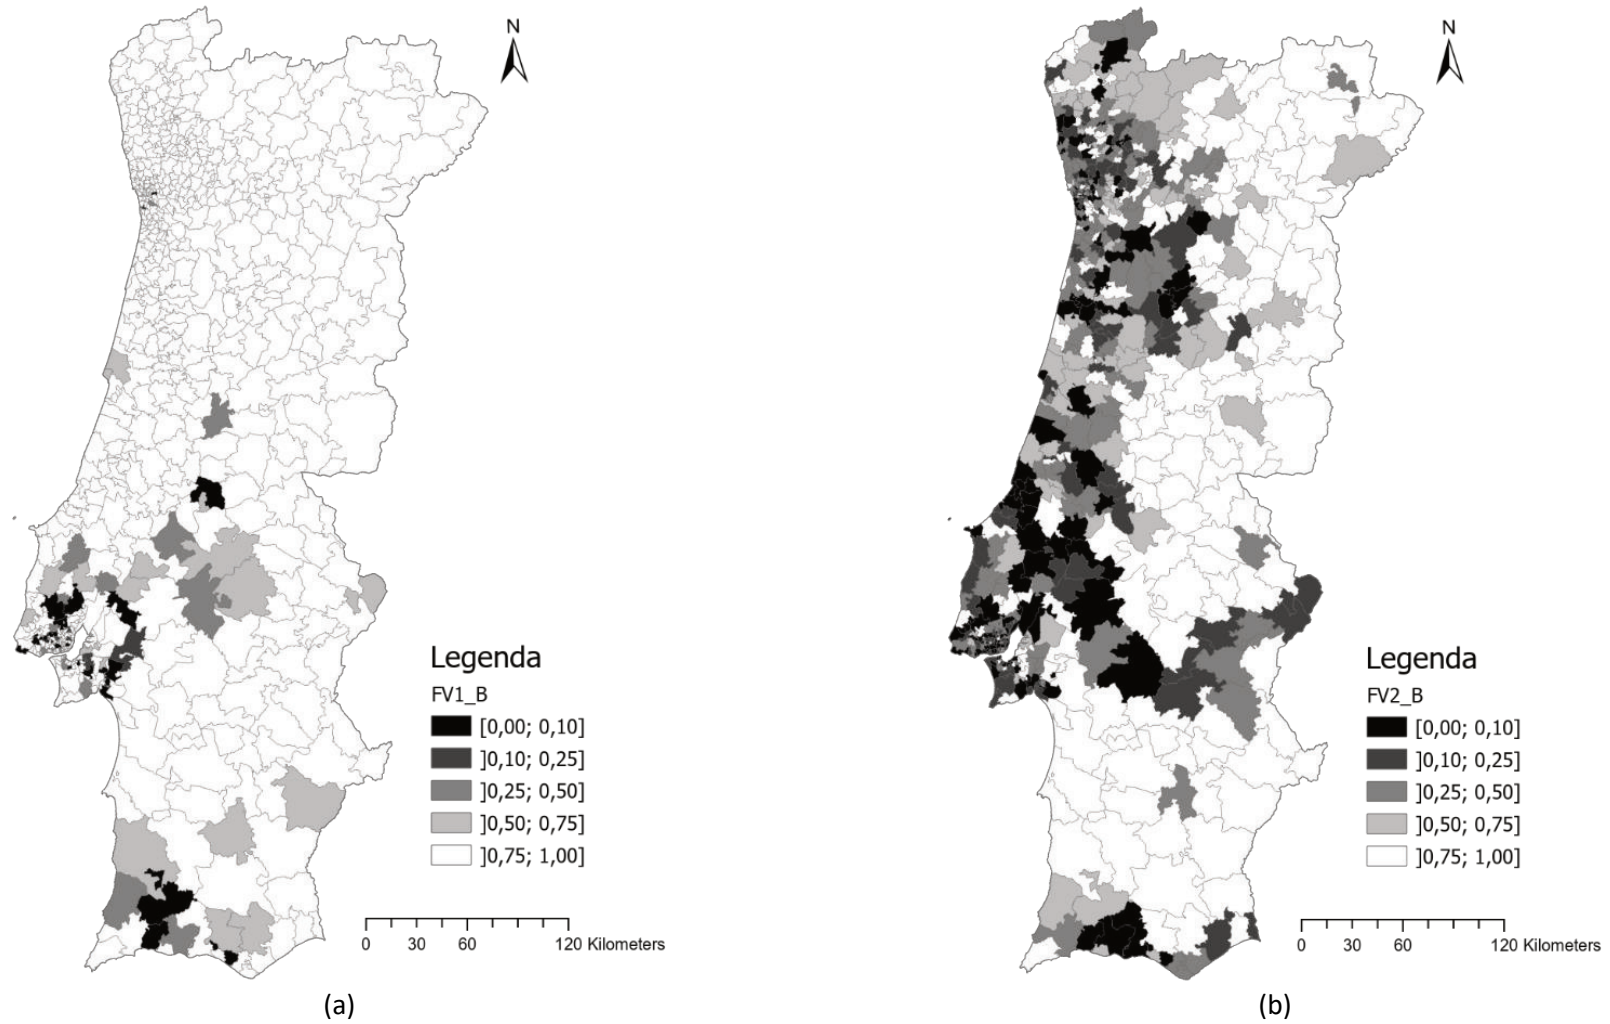 N
Legenda
FV1_B
[0,00; 0,10]
]0,10; 0,25]
]0,25; 0,50]
]0,50; 0,75]
]0,75; 1,00]
0 30 60 120 Kilometers
(a)
N
Legenda
FV2_B
[0,00; 0,10]
]0,10; 0,25]
]0,25; 0,50]
]0,50; 0,75]
]0,75; 1,00]
0 30 60 120 Kilometers
(b)